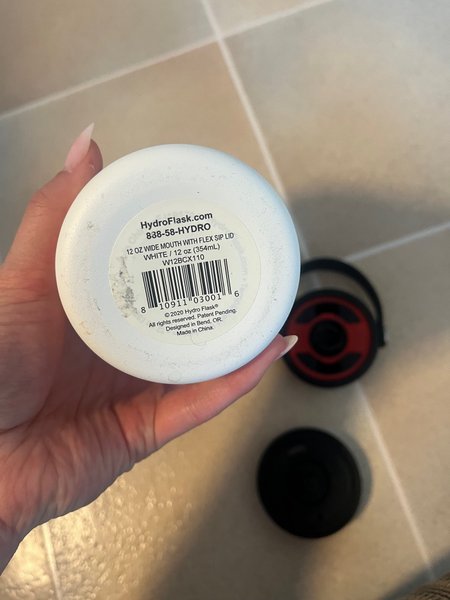 HydroFlask.com
888-58-HYDRO
12 OZ WIDE MOUTH WITH FLEX SIP LID
WHITE / 12 oz (354mL)
W12BCX110
8 10911 03001 6
© 2020 Hydro Flask®
All rights reserved. Patent Pending.
Designed in Bend, OR.
Made in China.